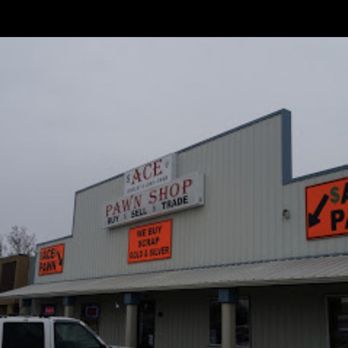 ACE
PAWN SHOP
BUY $ SELL $ TRADE
WE BUY
SCRAP
GOLD & SILVER
ACE
PAWN